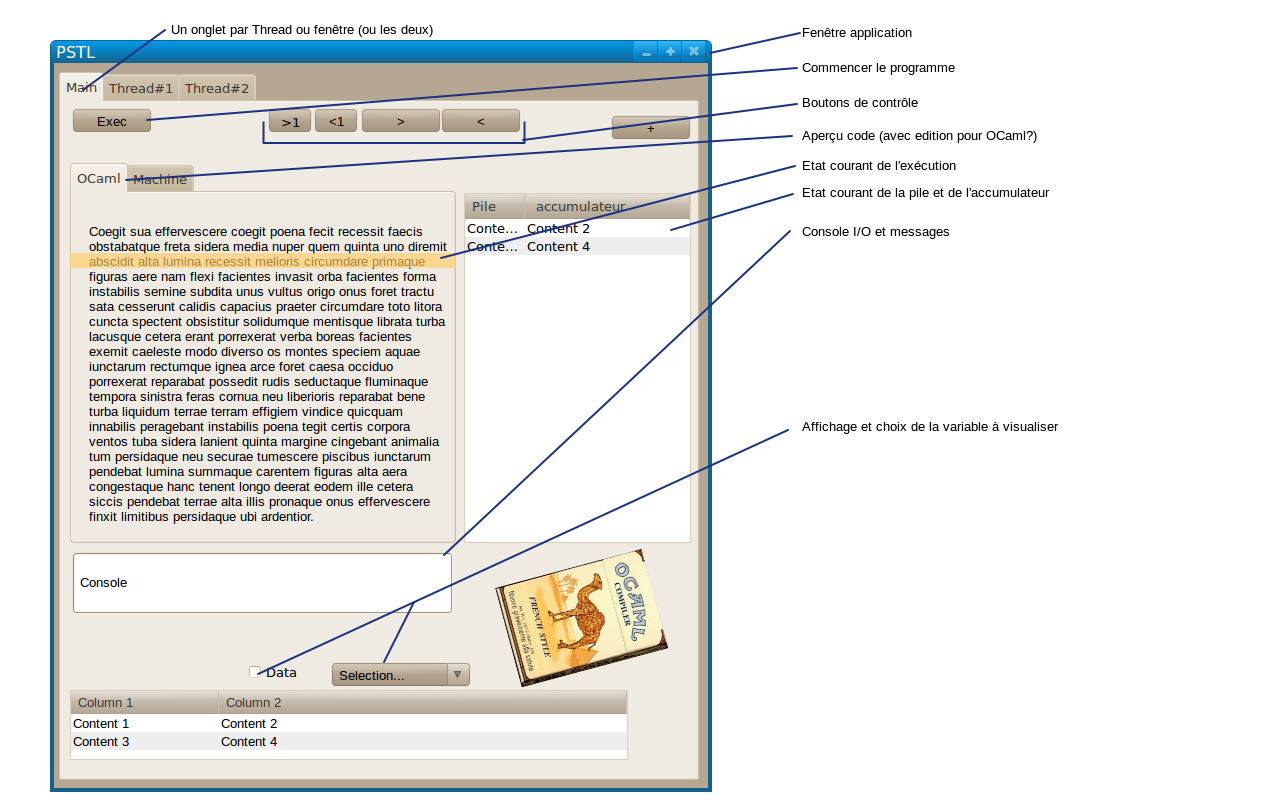 Un onglet par Thread ou fenêtre (ou les deux)
Fenêtre application
PSTL
Commencer le programme
Main Thread#1 Thread#2
Boutons de contrôle
Exec >1 <1 > < +
Aperçu code (avec edition pour OCaml?)
Etat courant de l'exécution
OCaml Machine
Etat courant de la pile et de l'accumulateur
Pile accumulateur
Conte... Content 2
Conte... Content 4
Console I/O et messages
Coegit sua effervescere coegit poena fecit recessit faecis
obstabatque freta sidera media nuper quem quinta uno diremit
abscidit alta lumina recessit melioris circumdare primaque
figuras aere nam flexi facientes invasit orba facientes forma
instabilis semine subdita unus vultus origo onus foret tractu
sata cesserunt calidis capacius praeter circumdare toto litora
cuncta spectent obsistitur solidumque mentisque librata turba
lacusque cetera erant porrexerat verba boreas facientes
exemit caeleste modo diverso os montes speciem aquae
iunctarum rectumque ignea arce foret caesa occiduo
porrexerat reparabat possedit rudis seductaque fluminaque
tempora sinistra feras cornua neu liberioris reparabat bene
turba liquidum terrae terram effigiem vindice quicquam
innabilis peragebant instabilis poena tegit certis corpora
ventos tuba sidera lanient quinta margine cingebant animalia
tum persidaque neu securae tumescere piscibus iunctarum
pendebat lumina summaque carentem figuras alta aera
congestaque hanc tenent longo deerat eodem ille cetera
siccis pendebat terrae alta illis pronaque onus effervescere
finxit limitibus persidaque ubi ardentior.
Affichage et choix de la variable à visualiser
Console
OCAML
COMPILER
FRENCH STYLE
Data
Selection...
Column 1 Column 2
Content 1 Content 2
Content 3 Content 4